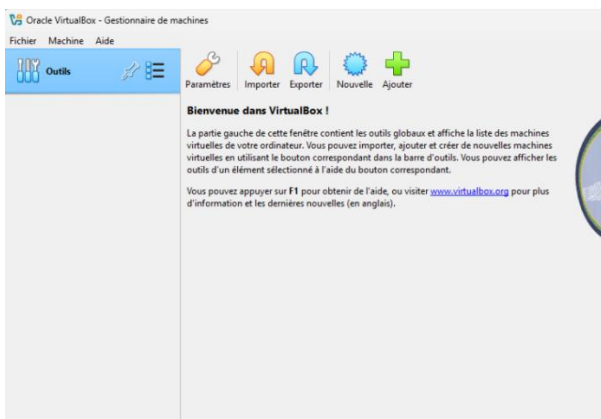 Oracle VirtualBox - Gestionnaire de machines
Fichier Machine Aide
Outils
Paramètres Importer Exporter Nouvelle Ajouter
Bienvenue dans VirtualBox !
La partie gauche de cette fenêtre contient les outils globaux et affiche la liste des machines
virtuelles de votre ordinateur. Vous pouvez importer, ajouter et créer de nouvelles machines
virtuelles en utilisant le bouton correspondant dans la barre d'outils. Vous pouvez afficher les
outils d'un élément sélectionné à l'aide du bouton correspondant.
Vous pouvez appuyer sur F1 pour obtenir de l'aide, ou visiter www.virtualbox.org pour plus
d'information et les dernières nouvelles (en anglais).